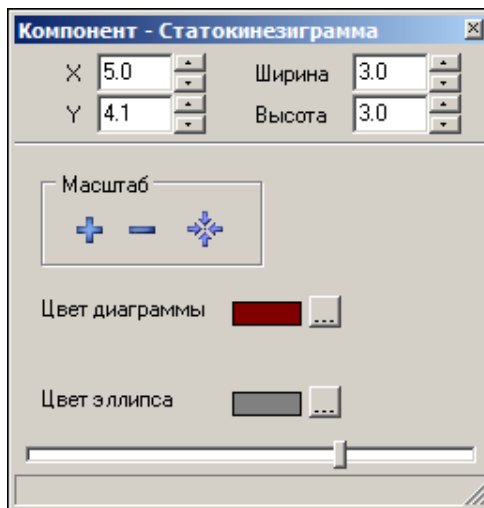 Компонент - Статокинезиграмма
X 5.0 Ширина 3.0
Y 4.1 Высота 3.0
Масштаб
Цвет диаграммы ...
Цвет эллипса ...